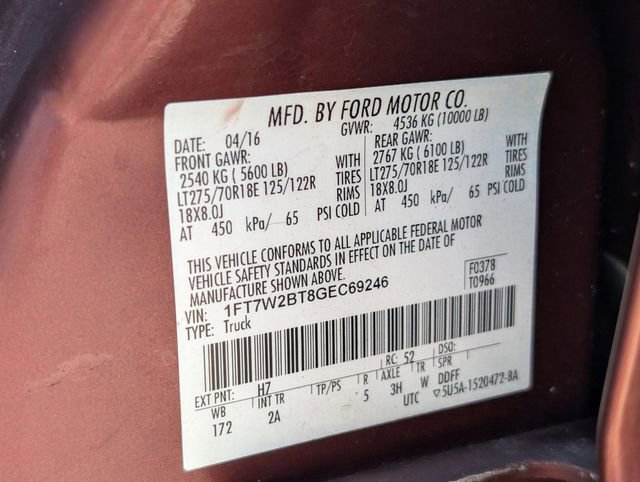 MFD. BY FORD MOTOR CO.
DATE: 04/16 GVWR: 4536 KG (10000 LB)
FRONT GAWR: REAR GAWR:
2540 KG ( 5600 LB) WITH 2767 KG ( 6100 LB) WITH
LT275/70R18E 125/122R TIRES LT275/70R18E 125/122R TIRES
18X8.0J RIMS 18X8.0J RIMS
AT 450 kPa/ 65 PSI COLD AT 450 kPa/ 65 PSI COLD
THIS VEHICLE CONFORMS TO ALL APPLICABLE FEDERAL MOTOR
VEHICLE SAFETY STANDARDS IN EFFECT ON THE DATE OF
MANUFACTURE SHOWN ABOVE.
VIN: 1FT7W2BT8GEC69246 F0378
TYPE: Truck T0966
EXT PNT: H7 RC: 52 DSO:
WB INT TR TP/PS R AXLE TR SPR
172 2A 5 3H W DDFF
UTC ▽5U5A-1520472-BA